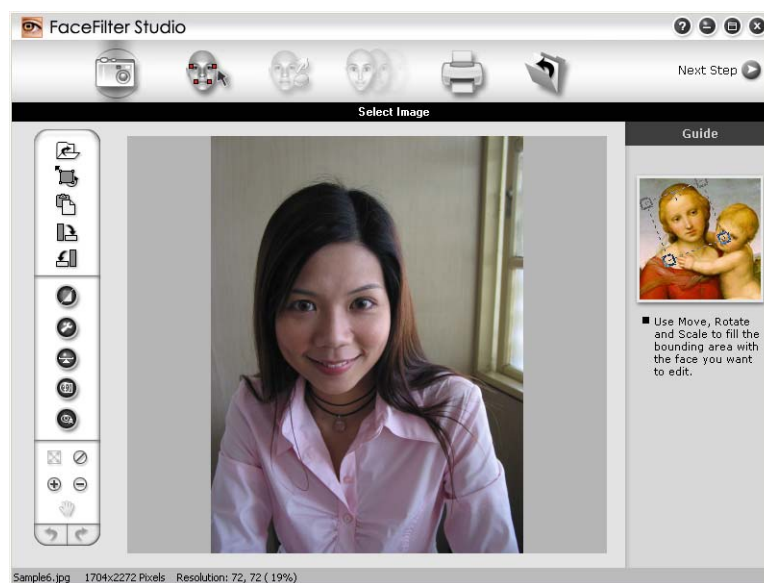 FaceFilter Studio
Next Step
Select Image
Guide
Use Move, Rotate
and Scale to fill the
bounding area with
the face you want
to edit.
Sample6.jpg 1704x2272 Pixels Resolution: 72, 72 ( 19%)